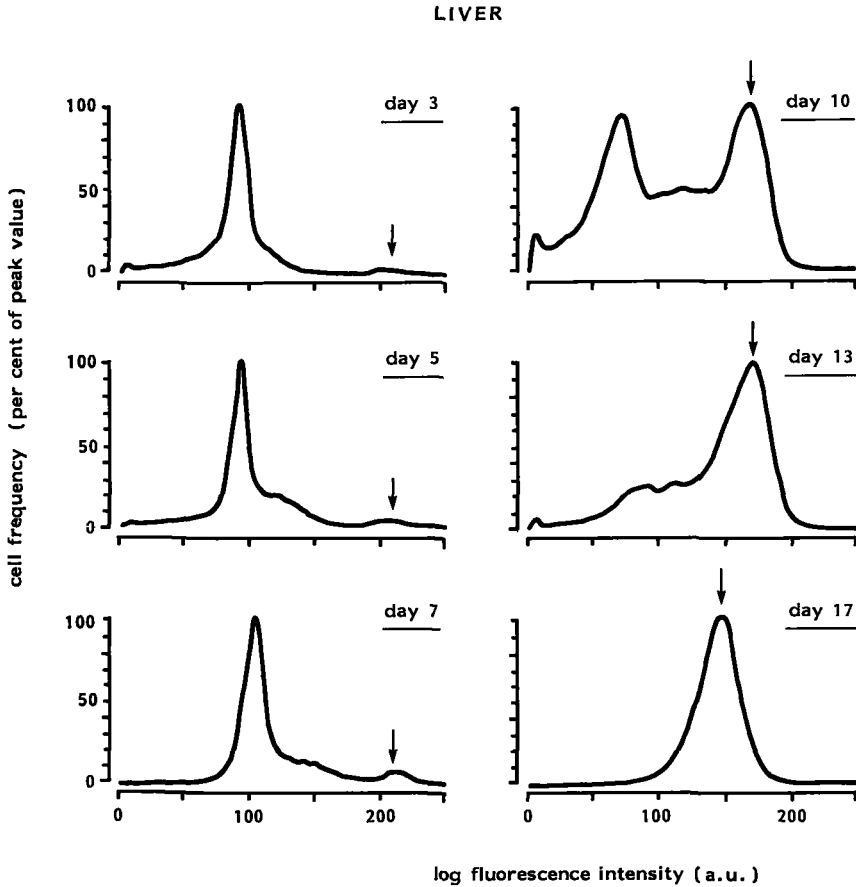 LIVER
cell frequency (per cent of peak value)
100
50
0
day 3
day 10
100
50
0
day 5
day 13
100
50
0
day 7
day 17
0 100 200
0 100 200
log fluorescence intensity (a.u.)